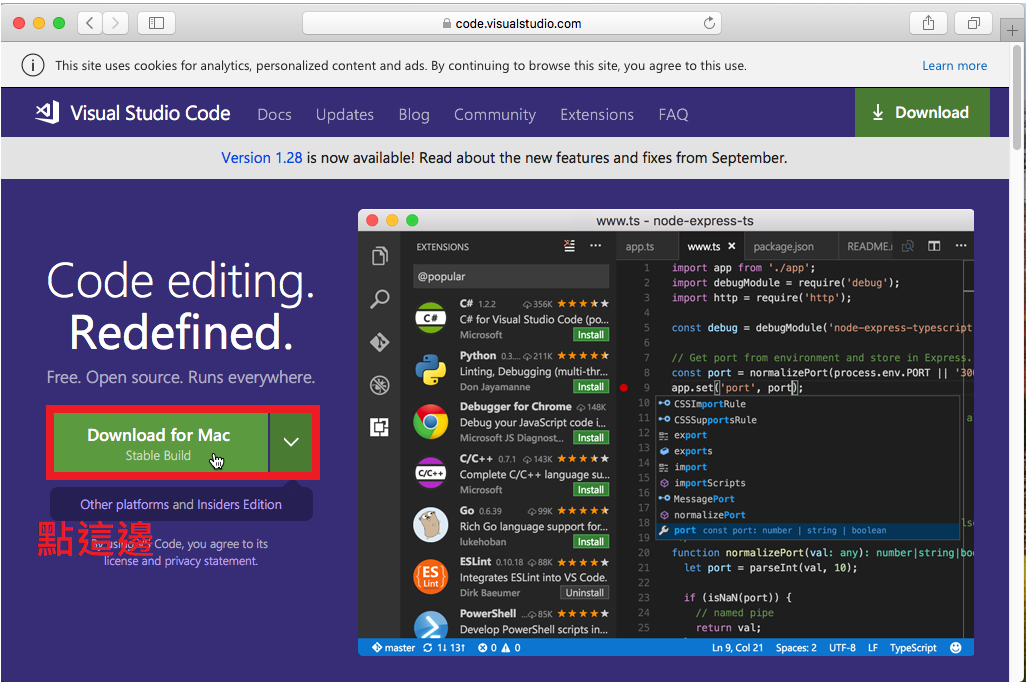 code.visualstudio.com
This site uses cookies for analytics, personalized content and ads. By continuing to browse this site, you agree to this use.
Learn more
Visual Studio Code
Docs
Updates
Blog
Community
Extensions
FAQ
Download
Version 1.28 is now available! Read about the new features and fixes from September.
Code editing.
Redefined.
Free. Open source. Runs everywhere.
Download for Mac
Stable Build
Other platforms and Insiders Edition
點這邊
Code, you agree to its
license and privacy statement.
www.ts - node-express-ts
EXTENSIONS
@popular
C# 1.2.2 356K
C# for Visual Studio Code (po...
Microsoft Install
Python 0.3... 211K
Linting, Debugging (multi-thr...
Don Jayamanne Install
Debugger for Chrome 148K
Debug your JavaScript code i...
Microsoft JS Diagnost... Install
C/C++ 0.7.1 143K
Complete C/C++ language su...
Microsoft Install
Go 0.6.39 99K
Rich Go language support for...
lukehoban Install
ESLint 0.10.18 88K
Integrates ESLint into VS Code.
Dirk Baeumer Uninstall
PowerShell ... 85K
Develop PowerShell scripts in...
app.ts
www.ts
package.json
README.
1 import app from './app';
2 import debugModule = require('debug');
3 import http = require('http');
4
5 const debug = debugModule('node-express-typescript
6
7 // Get port from environment and store in Express.
8 const port = normalizePort(process.env.PORT || '300
9 app.set('port', port);
10 CSSImportRule
11 CSSSupportsRule
12 export
13 exports
14 import
15 importScripts
16 MessagePort
17 normalizePort
18 port const port: number | string | boolean
19
20 function normalizePort(val: any): number|string|boo
21 let port = parseInt(val, 10);
22
23 if (isNaN(port)) {
24 // named pipe
25 return val;
master 1↓ 13↑ 0 0
Ln 9, Col 21 Spaces: 2 UTF-8 LF TypeScript